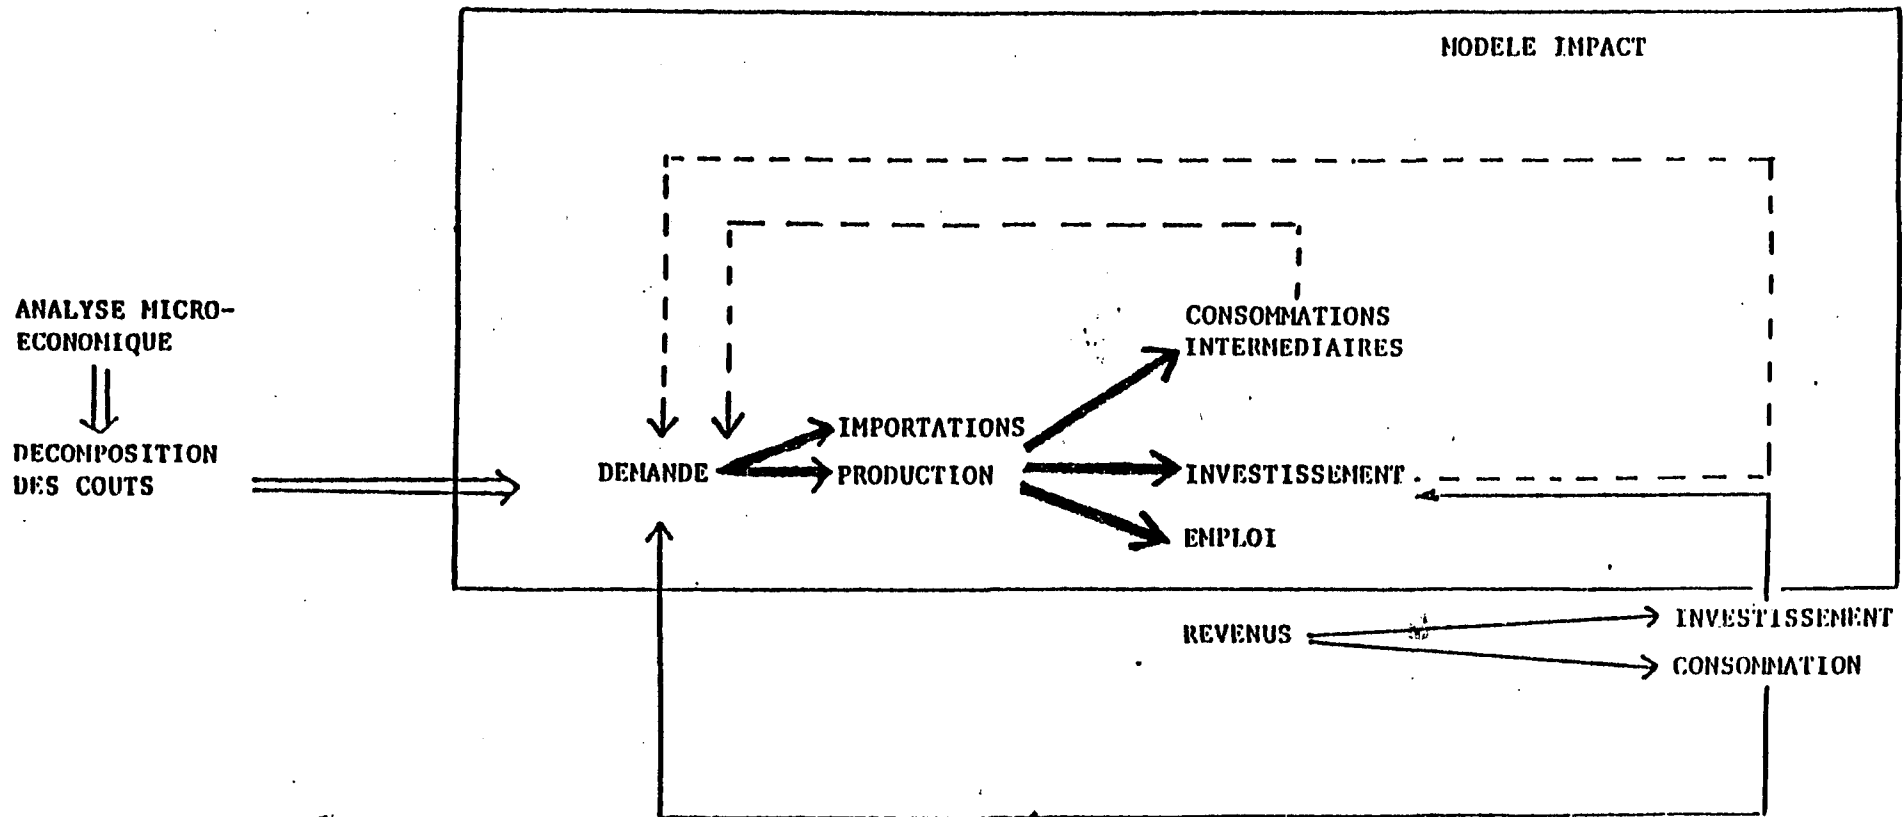 MODELE IMPACT
ANALYSE MICRO-
ECONOMIQUE
DECOMPOSITION
DES COUTS
DEMANDE
IMPORTATIONS
PRODUCTION
CONSOMMATIONS
INTERMEDIAIRES
INVESTISSEMENT
EMPLOI
REVENUS
INVESTISSEMENT
CONSOMMATION